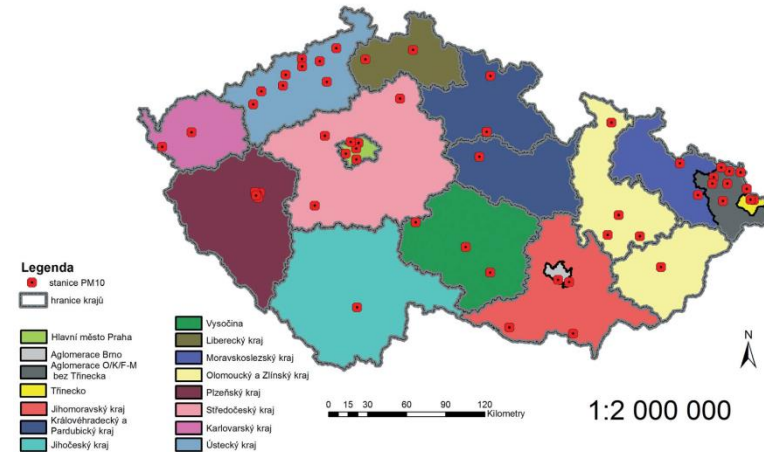 Legenda
stanice PM10
hranice krajů
Hlavní město Praha
Aglomerace Brno
Aglomerace O/K/F-M
bez Třinecka
Třinecko
Jihomoravský kraj
Královéhradecký a
Pardubický kraj
Jihočeský kraj
Vysočina
Liberecký kraj
Moravskoslezský kraj
Olomoucký a Zlínský kraj
Plzeňský kraj
Středočeský kraj
Karlovarský kraj
Ústecký kraj
0 15 30 60 90 120
Kilometry
1:2 000 000
N